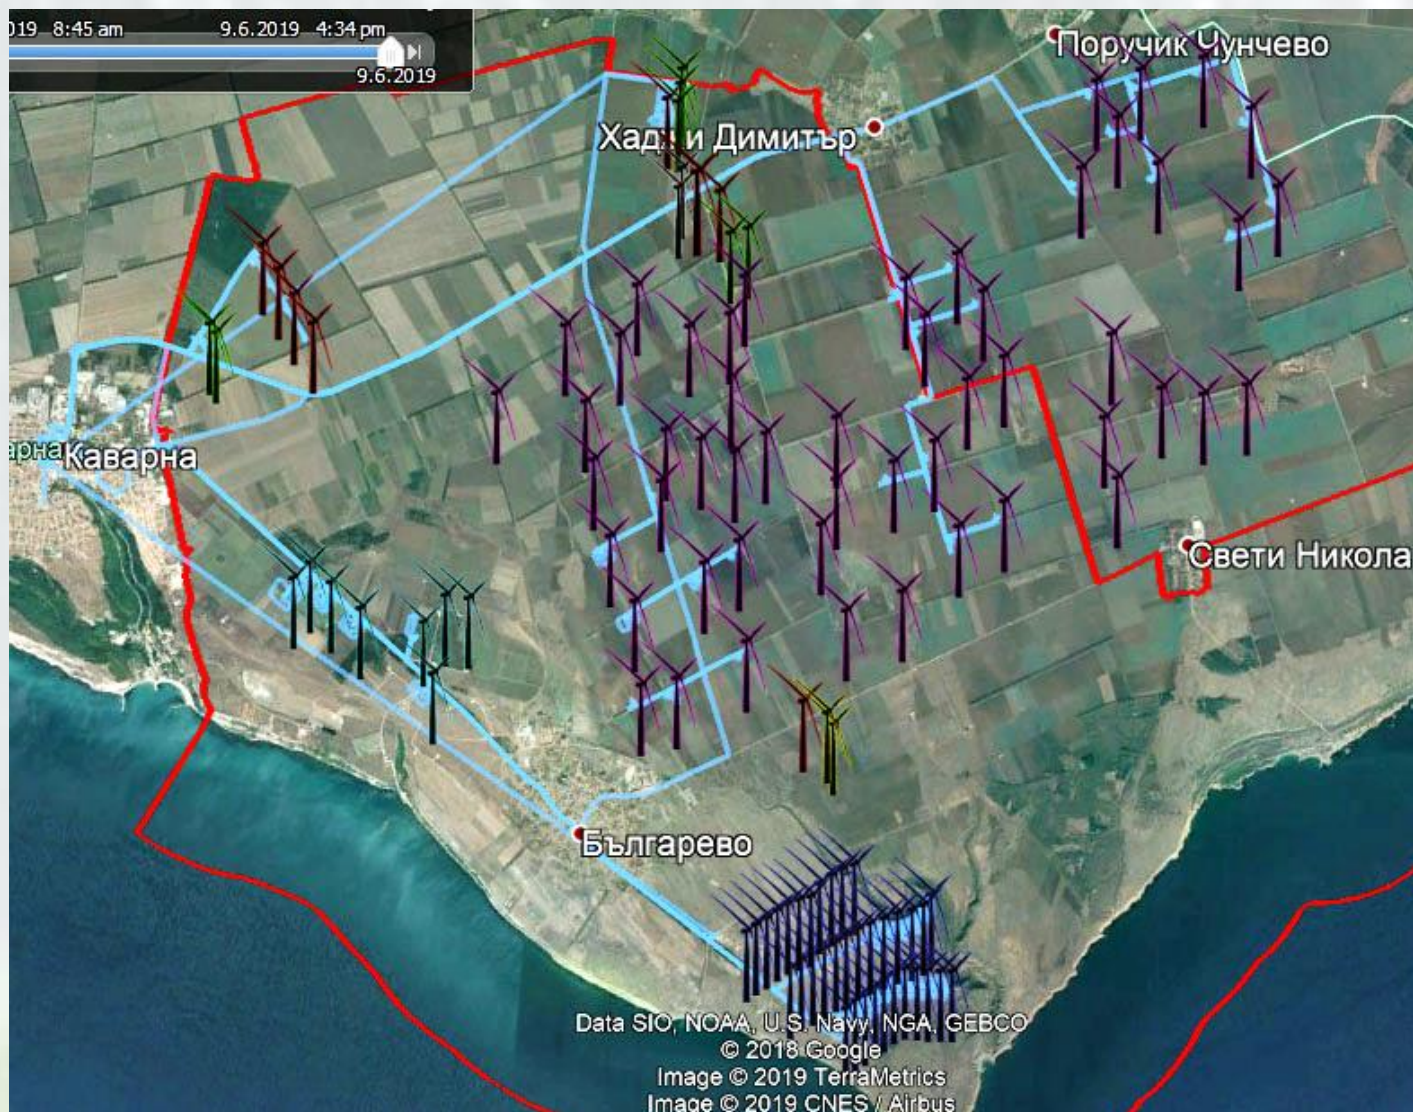 019 8:45 am 9.6.2019 4:34 pm
9.6.2019
Поручик Чунчево
Хаджи Димитър
арна
Каварна
Свети Никола
Българево
Data SIO, NOAA, U.S. Navy, NGA, GEBCO
© 2018 Google
Image © 2019 TerraMetrics
Image © 2019 CNES / Airbus